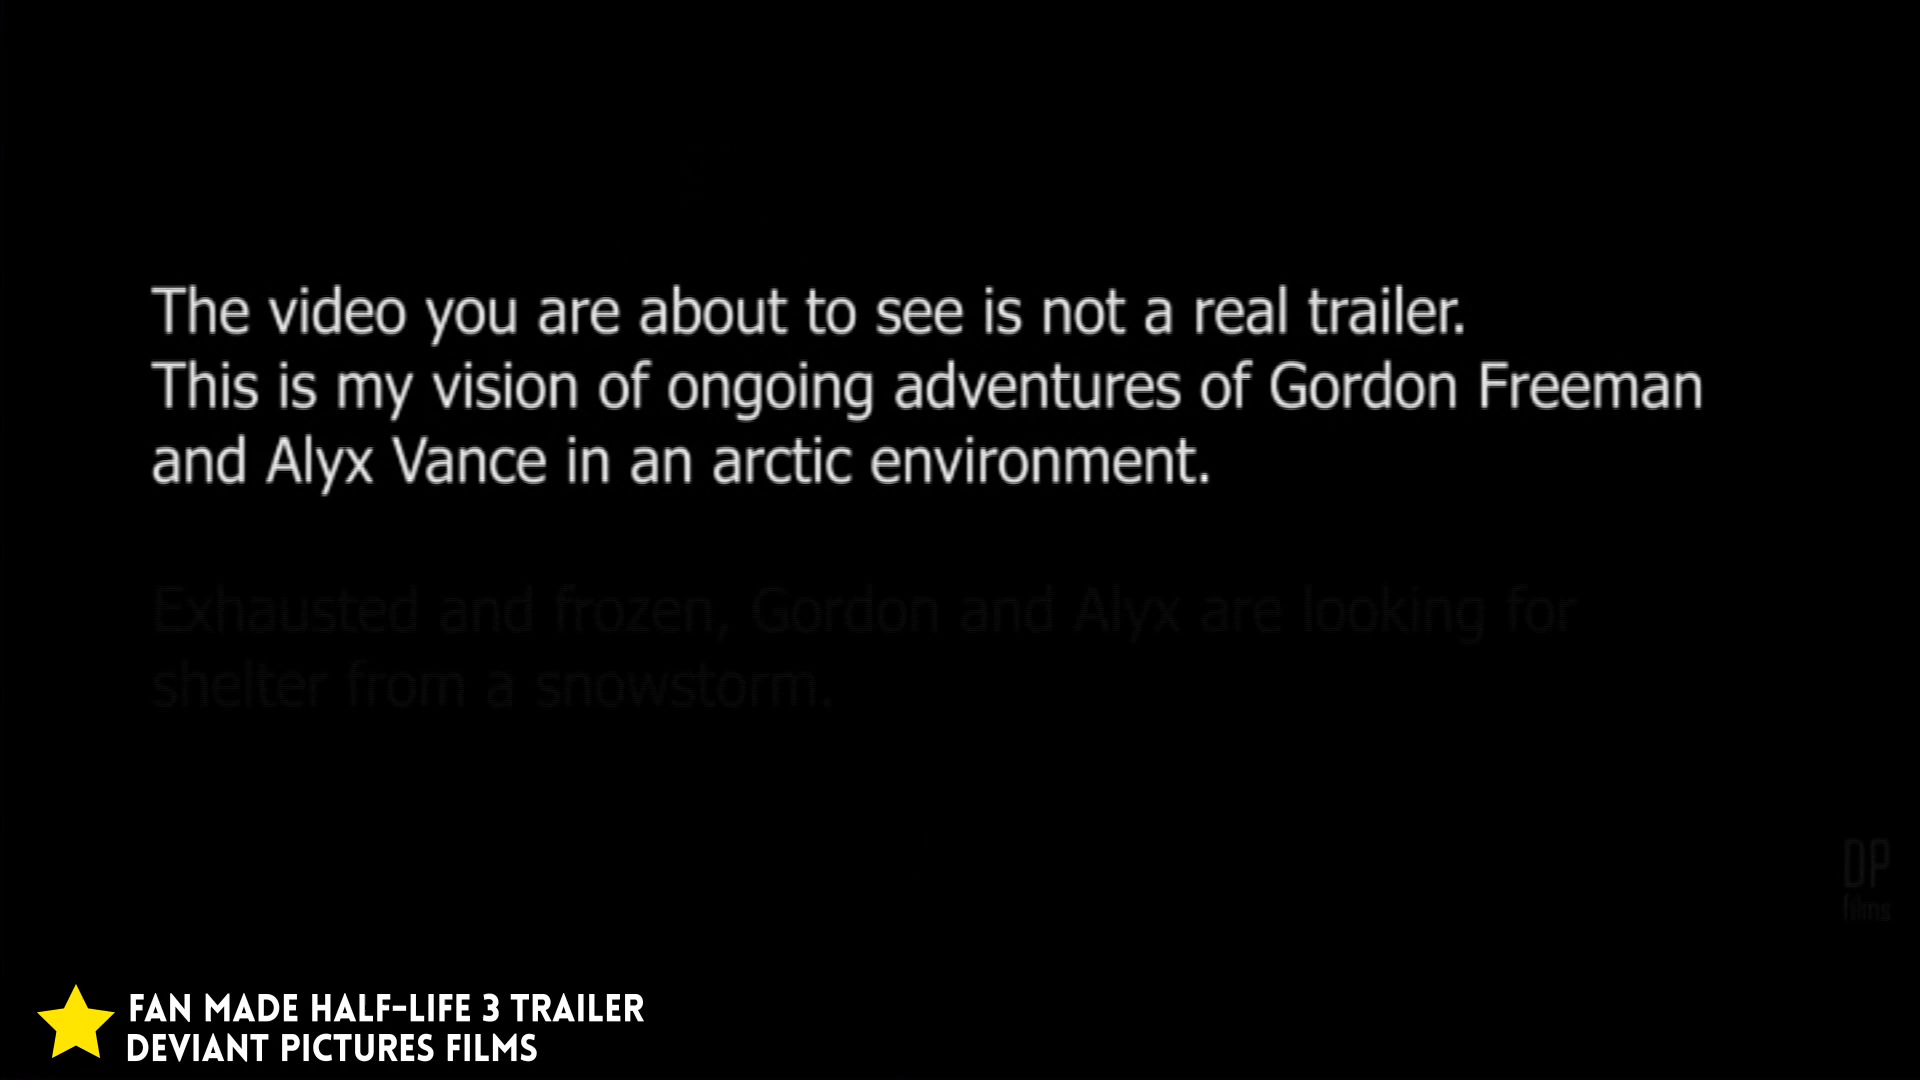 The video you are about to see is not a real trailer.
This is my vision of ongoing adventures of Gordon Freeman
and Alyx Vance in an arctic environment.
Exhausted and frozen, Gordon and Alyx are looking for
shelter from a snowstorm.
DP
films
FAN MADE HALF-LIFE 3 TRAILER
DEVIANT PICTURES FILMS